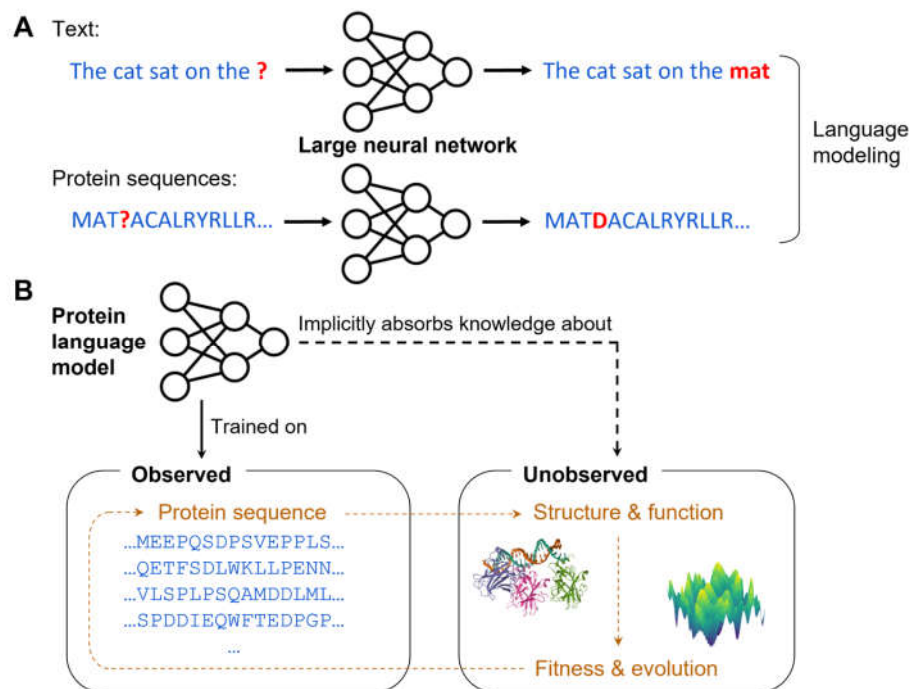 A
Text:
The cat sat on the ?
The cat sat on the mat
Large neural network
Language
modeling
Protein sequences:
MAT?ACALRYRLLR...
MATDACALRYRLLR...
B
Protein
language
model
Implicitly absorbs knowledge about
Trained on
Observed
Protein sequence
...MEEPQSDPSVEPPLS...
...QETFSDLWKLLPENN...
...VLSPLPSQAMDDLML...
...SPDDIEQWFTEDPGP...
...
Unobserved
Structure & function
Fitness & evolution